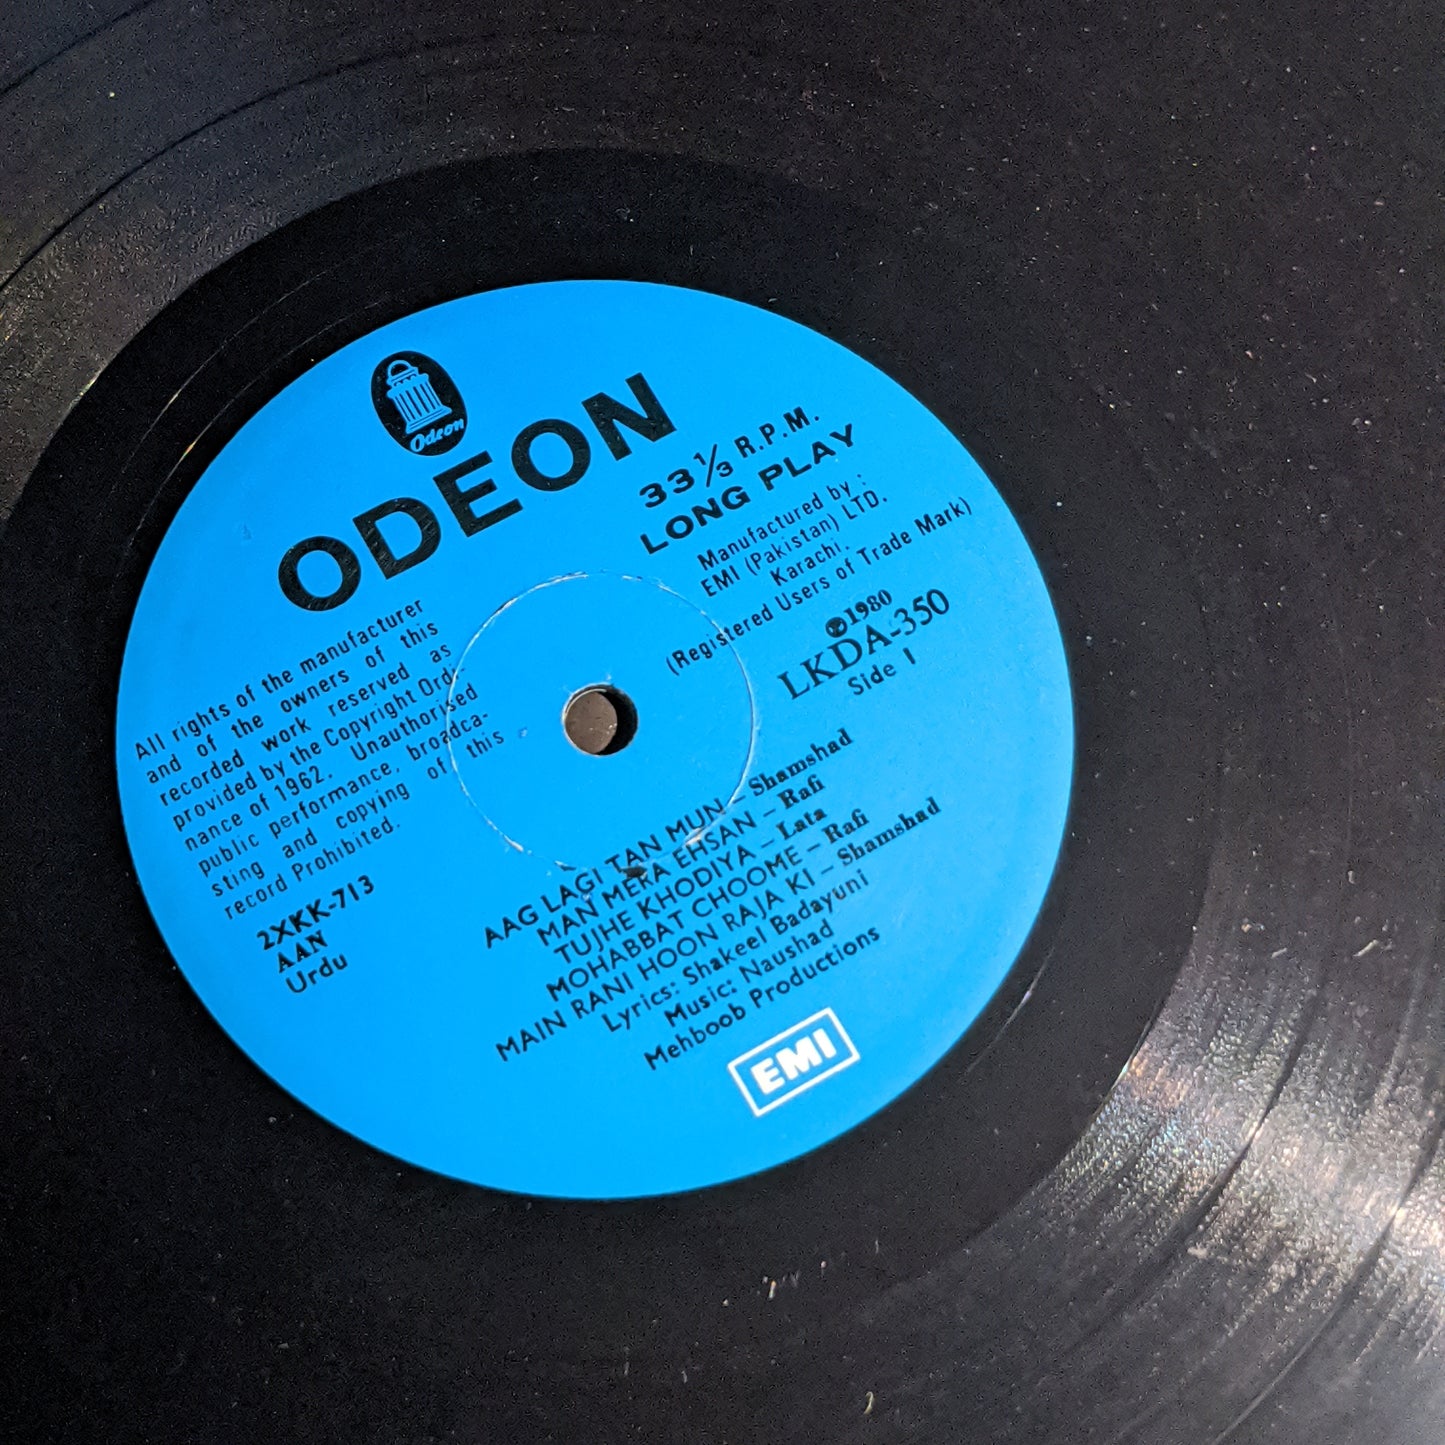 Odeon
ODEON
33⅓ R.P.M.
LONG PLAY
Manufactured by :
EMI (Pakistan) LTD.
Karachi.
(Registered Users of Trade Mark)
℗1980
LKDA-350
Side 1
All rights of the manufacturer
and of the owners of this
recorded work reserved as
provided by the Copyright Ordi-
nance of 1962. Unauthorised
public performance, broadca-
sting and copying of this
record Prohibited.
2XKK-713
AAN
Urdu
AAG LAGI TAN MUN – Shamshad
MAN MERA EHSAN – Rafi
TUJHE KHODIYA – Lata
MOHABBAT CHOOME – Rafi
MAIN RANI HOON RAJA KI – Shamshad
Lyrics: Shakeel Badayuni
Music: Naushad
Mehboob Productions
EMI